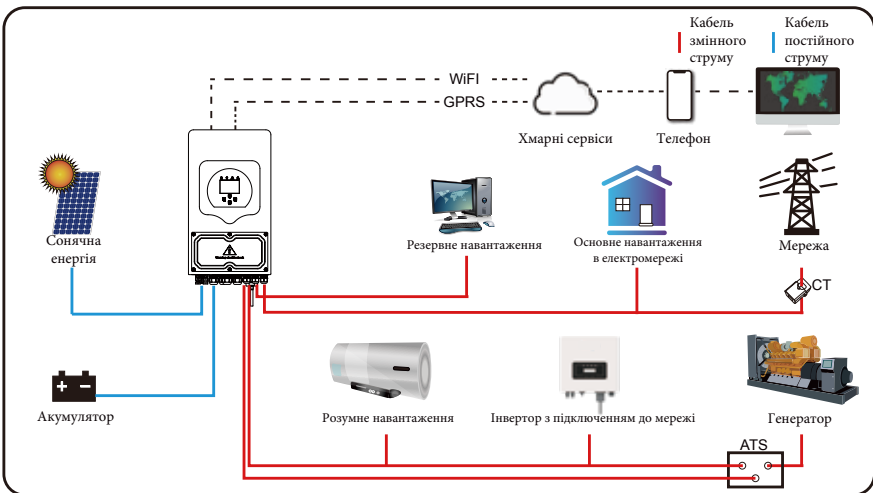 Кабель
змінного
струму
Кабель
постійного
струму
WiFI
GPRS
Хмарні сервіси
Телефон
Сонячна
енергія
Резервне навантаження
Основне навантаження
в електромережі
Мережа
CT
Акумулятор
Розумне навантаження
Інвертор з підключенням до мережі
Генератор
ATS